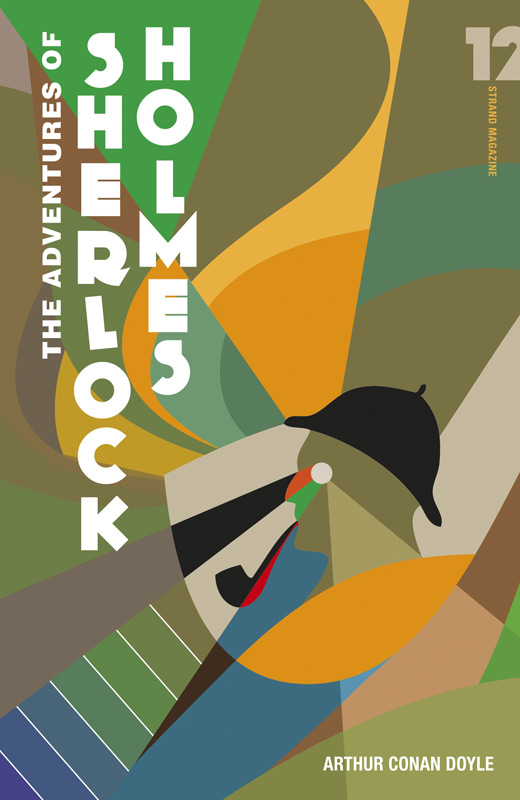 THE ADVENTURES OF
SHERLOCK
HOLMES
12
STRAND MAGAZINE
ARTHUR CONAN DOYLE